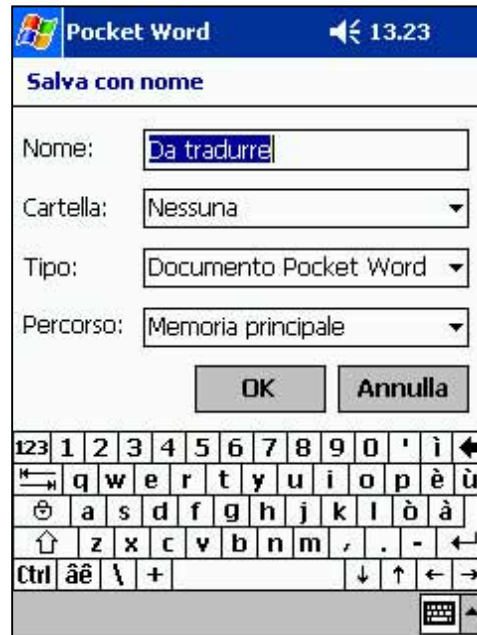 Pocket Word 13.23
Salva con nome
Nome: Da tradurre
Cartella: Nessuna
Tipo: Documento Pocket Word
Percorso: Memoria principale
OK Annulla
123 1 2 3 4 5 6 7 8 9 0 ' ì
q w e r t y u i o p è ù
a s d f g h j k l ò à
z x c v b n m , . -
Ctrl âê \ + ↓ ↑ ← →